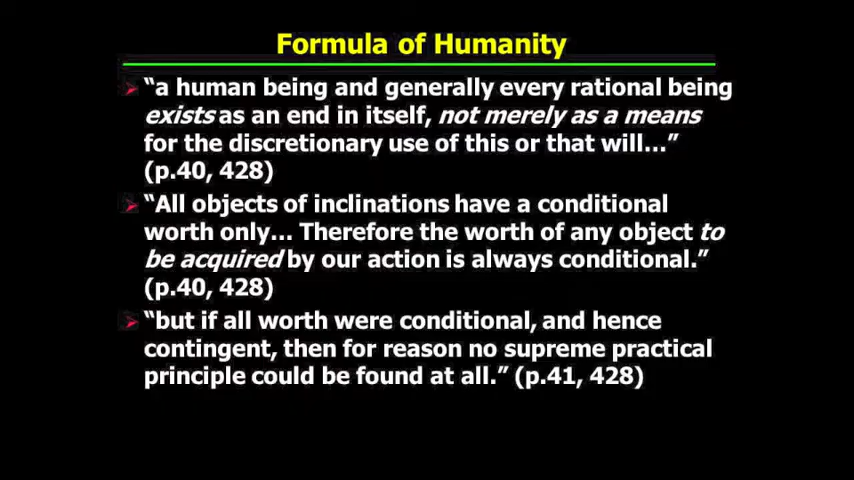 Formula of Humanity
“a human being and generally every rational being
exists as an end in itself, not merely as a means
for the discretionary use of this or that will…”
(p.40, 428)
“All objects of inclinations have a conditional
worth only… Therefore the worth of any object to
be acquired by our action is always conditional.”
(p.40, 428)
“but if all worth were conditional, and hence
contingent, then for reason no supreme practical
principle could be found at all.” (p.41, 428)